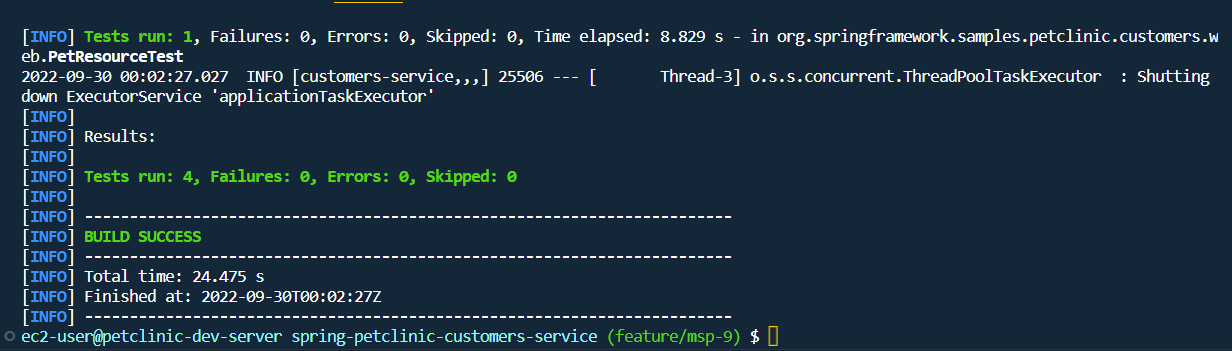 [INFO] Tests run: 1, Failures: 0, Errors: 0, Skipped: 0, Time elapsed: 8.829 s - in org.springframework.samples.petclinic.customers.w
eb.PetResourceTest
2022-09-30 00:02:27.027  INFO [customers-service,,,] 25506 --- [       Thread-3] o.s.s.concurrent.ThreadPoolTaskExecutor  : Shutting
down ExecutorService 'applicationTaskExecutor'
[INFO]
[INFO] Results:
[INFO]
[INFO] Tests run: 4, Failures: 0, Errors: 0, Skipped: 0
[INFO]
[INFO] ------------------------------------------------------------------------
[INFO] BUILD SUCCESS
[INFO] ------------------------------------------------------------------------
[INFO] Total time: 24.475 s
[INFO] Finished at: 2022-09-30T00:02:27Z
[INFO] ------------------------------------------------------------------------
ec2-user@petclinic-dev-server spring-petclinic-customers-service (feature/msp-9) $